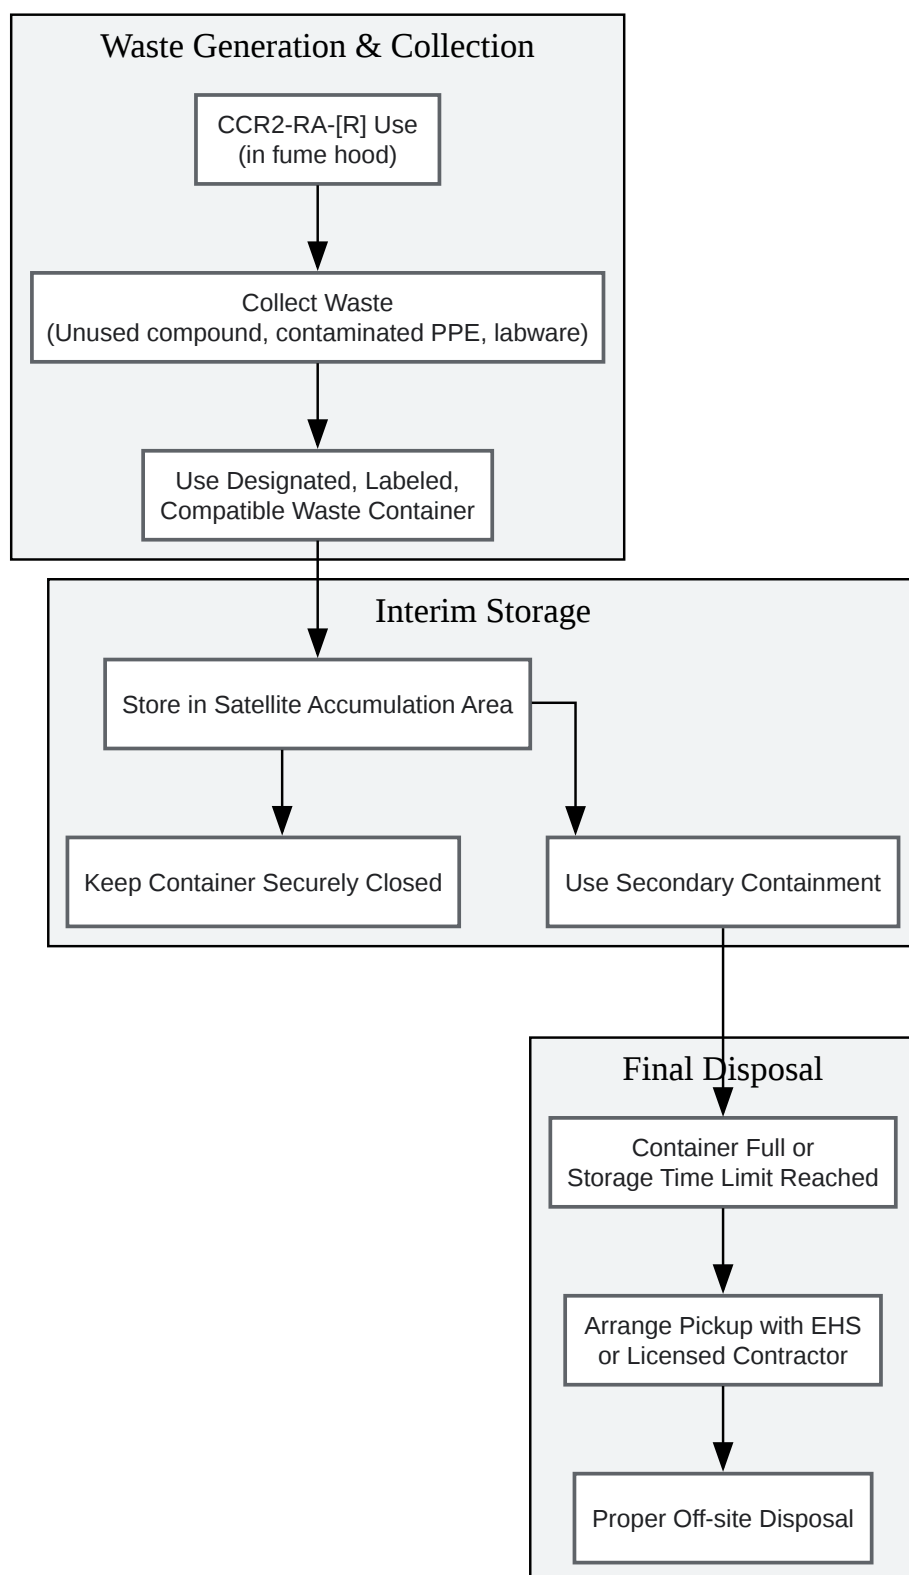 Waste Generation & Collection
CCR2-RA-[R] Use
(in fume hood)
Collect Waste
(Unused compound, contaminated PPE, labware)
Use Designated, Labeled,
Compatible Waste Container
Interim Storage
Store in Satellite Accumulation Area
Keep Container Securely Closed
Use Secondary Containment
Final Disposal
Container Full or
Storage Time Limit Reached
Arrange Pickup with EHS
or Licensed Contractor
Proper Off-site Disposal